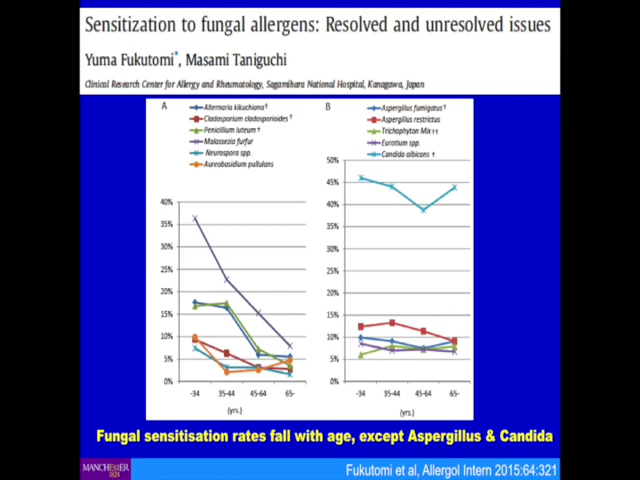 Sensitization to fungal allergens: Resolved and unresolved issues
Yuma Fukutomi*, Masami Taniguchi
Clinical Research Center for Allergy and Rheumatology, Sagamihara National Hospital, Kanagawa, Japan
A
Alternaria kikuchiana†
Cladosporium cladosporioides†
Penicillium luteum†
Malassezia furfur
Neurospora spp.
Aureobasidium pullulans
40%
35%
30%
25%
20%
15%
10%
5%
0%
-34 35-44 45-64 65-
(yrs.)
B
Aspergillus fumigatus†
Aspergillus restrictus
Trichophyton Mix††
Eurotium spp.
Candida albicans †
50%
45%
40%
35%
30%
25%
20%
15%
10%
5%
0%
-34 35-44 45-64 65-
(yrs.)
Fungal sensitisation rates fall with age, except Aspergillus & Candida
MANCHESTER
1824
Fukutomi et al, Allergol Intern 2015:64:321